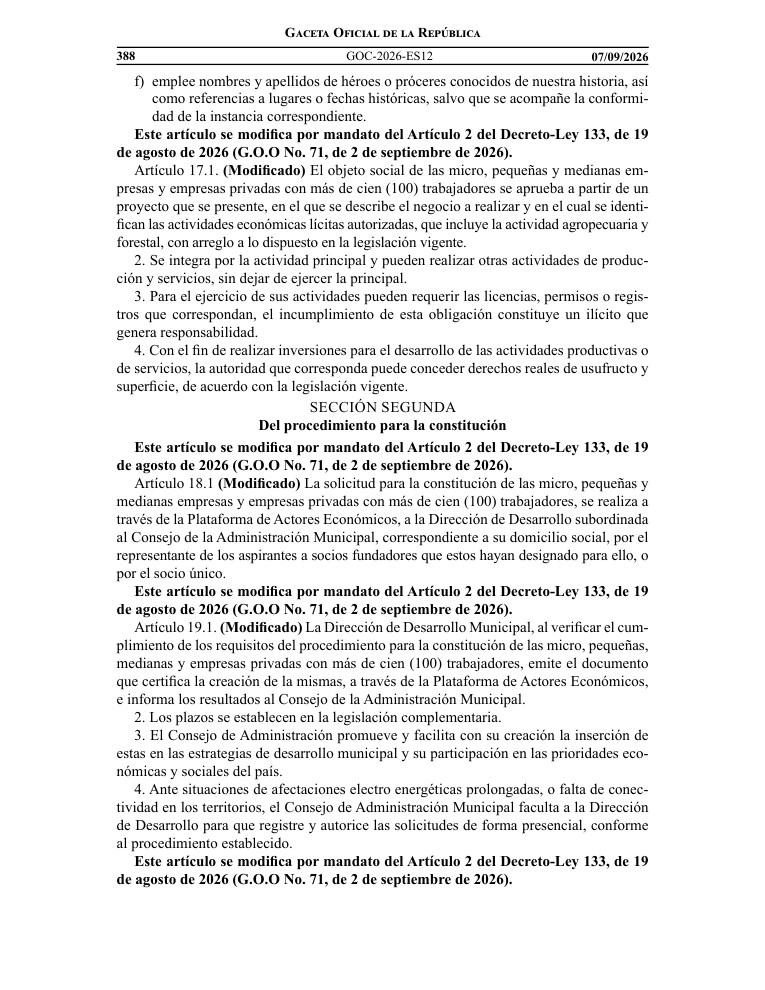 Gaceta Oficial de la República
388 GOC-2026-ES12 07/09/2026
f) emplee nombres y apellidos de héroes o próceres conocidos de nuestra historia, así
como referencias a lugares o fechas históricas, salvo que se acompañe la conformi-
dad de la instancia correspondiente.
Este artículo se modifica por mandato del Artículo 2 del Decreto-Ley 133, de 19
de agosto de 2026 (G.O.O No. 71, de 2 de septiembre de 2026).
Artículo 17.1. (Modificado) El objeto social de las micro, pequeñas y medianas em-
presas y empresas privadas con más de cien (100) trabajadores se aprueba a partir de un
proyecto que se presente, en el que se describe el negocio a realizar y en el cual se identi-
fican las actividades económicas lícitas autorizadas, que incluye la actividad agropecuaria y
forestal, con arreglo a lo dispuesto en la legislación vigente.
2. Se integra por la actividad principal y pueden realizar otras actividades de produc-
ción y servicios, sin dejar de ejercer la principal.
3. Para el ejercicio de sus actividades pueden requerir las licencias, permisos o regis-
tros que correspondan, el incumplimiento de esta obligación constituye un ilícito que
genera responsabilidad.
4. Con el fin de realizar inversiones para el desarrollo de las actividades productivas o
de servicios, la autoridad que corresponda puede conceder derechos reales de usufructo y
superficie, de acuerdo con la legislación vigente.
SECCIÓN SEGUNDA
Del procedimiento para la constitución
Este artículo se modifica por mandato del Artículo 2 del Decreto-Ley 133, de 19
de agosto de 2026 (G.O.O No. 71, de 2 de septiembre de 2026).
Artículo 18.1 (Modificado) La solicitud para la constitución de las micro, pequeñas y
medianas empresas y empresas privadas con más de cien (100) trabajadores, se realiza a
través de la Plataforma de Actores Económicos, a la Dirección de Desarrollo subordinada
al Consejo de la Administración Municipal, correspondiente a su domicilio social, por el
representante de los aspirantes a socios fundadores que estos hayan designado para ello, o
por el socio único.
Este artículo se modifica por mandato del Artículo 2 del Decreto-Ley 133, de 19
de agosto de 2026 (G.O.O No. 71, de 2 de septiembre de 2026).
Artículo 19.1. (Modificado) La Dirección de Desarrollo Municipal, al verificar el cum-
plimiento de los requisitos del procedimiento para la constitución de las micro, pequeñas,
medianas y empresas privadas con más de cien (100) trabajadores, emite el documento
que certifica la creación de la mismas, a través de la Plataforma de Actores Económicos,
e informa los resultados al Consejo de la Administración Municipal.
2. Los plazos se establecen en la legislación complementaria.
3. El Consejo de Administración promueve y facilita con su creación la inserción de
estas en las estrategias de desarrollo municipal y su participación en las prioridades eco-
nómicas y sociales del país.
4. Ante situaciones de afectaciones electro energéticas prolongadas, o falta de conec-
tividad en los territorios, el Consejo de Administración Municipal faculta a la Dirección
de Desarrollo para que registre y autorice las solicitudes de forma presencial, conforme
al procedimiento establecido.
Este artículo se modifica por mandato del Artículo 2 del Decreto-Ley 133, de 19
de agosto de 2026 (G.O.O No. 71, de 2 de septiembre de 2026).